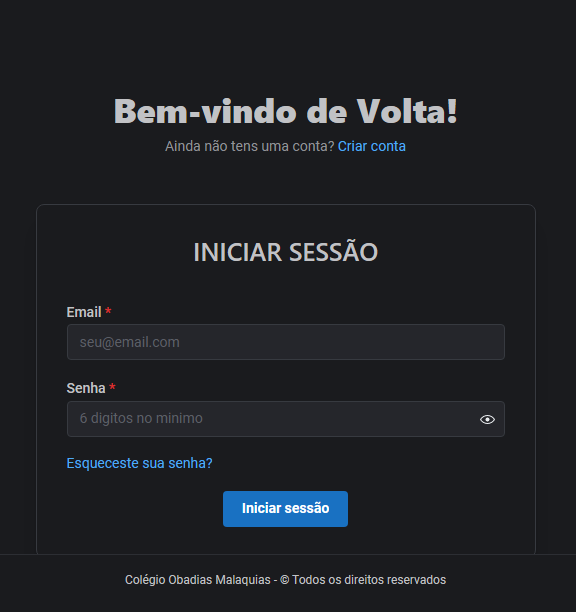 Bem-vindo de Volta!
Ainda não tens uma conta? Criar conta
INICIAR SESSÃO
Email *
seu@email.com
Senha *
6 digitos no minimo
Esqueceste sua senha?
Iniciar sessão
Colégio Obadias Malaquias - © Todos os direitos reservados